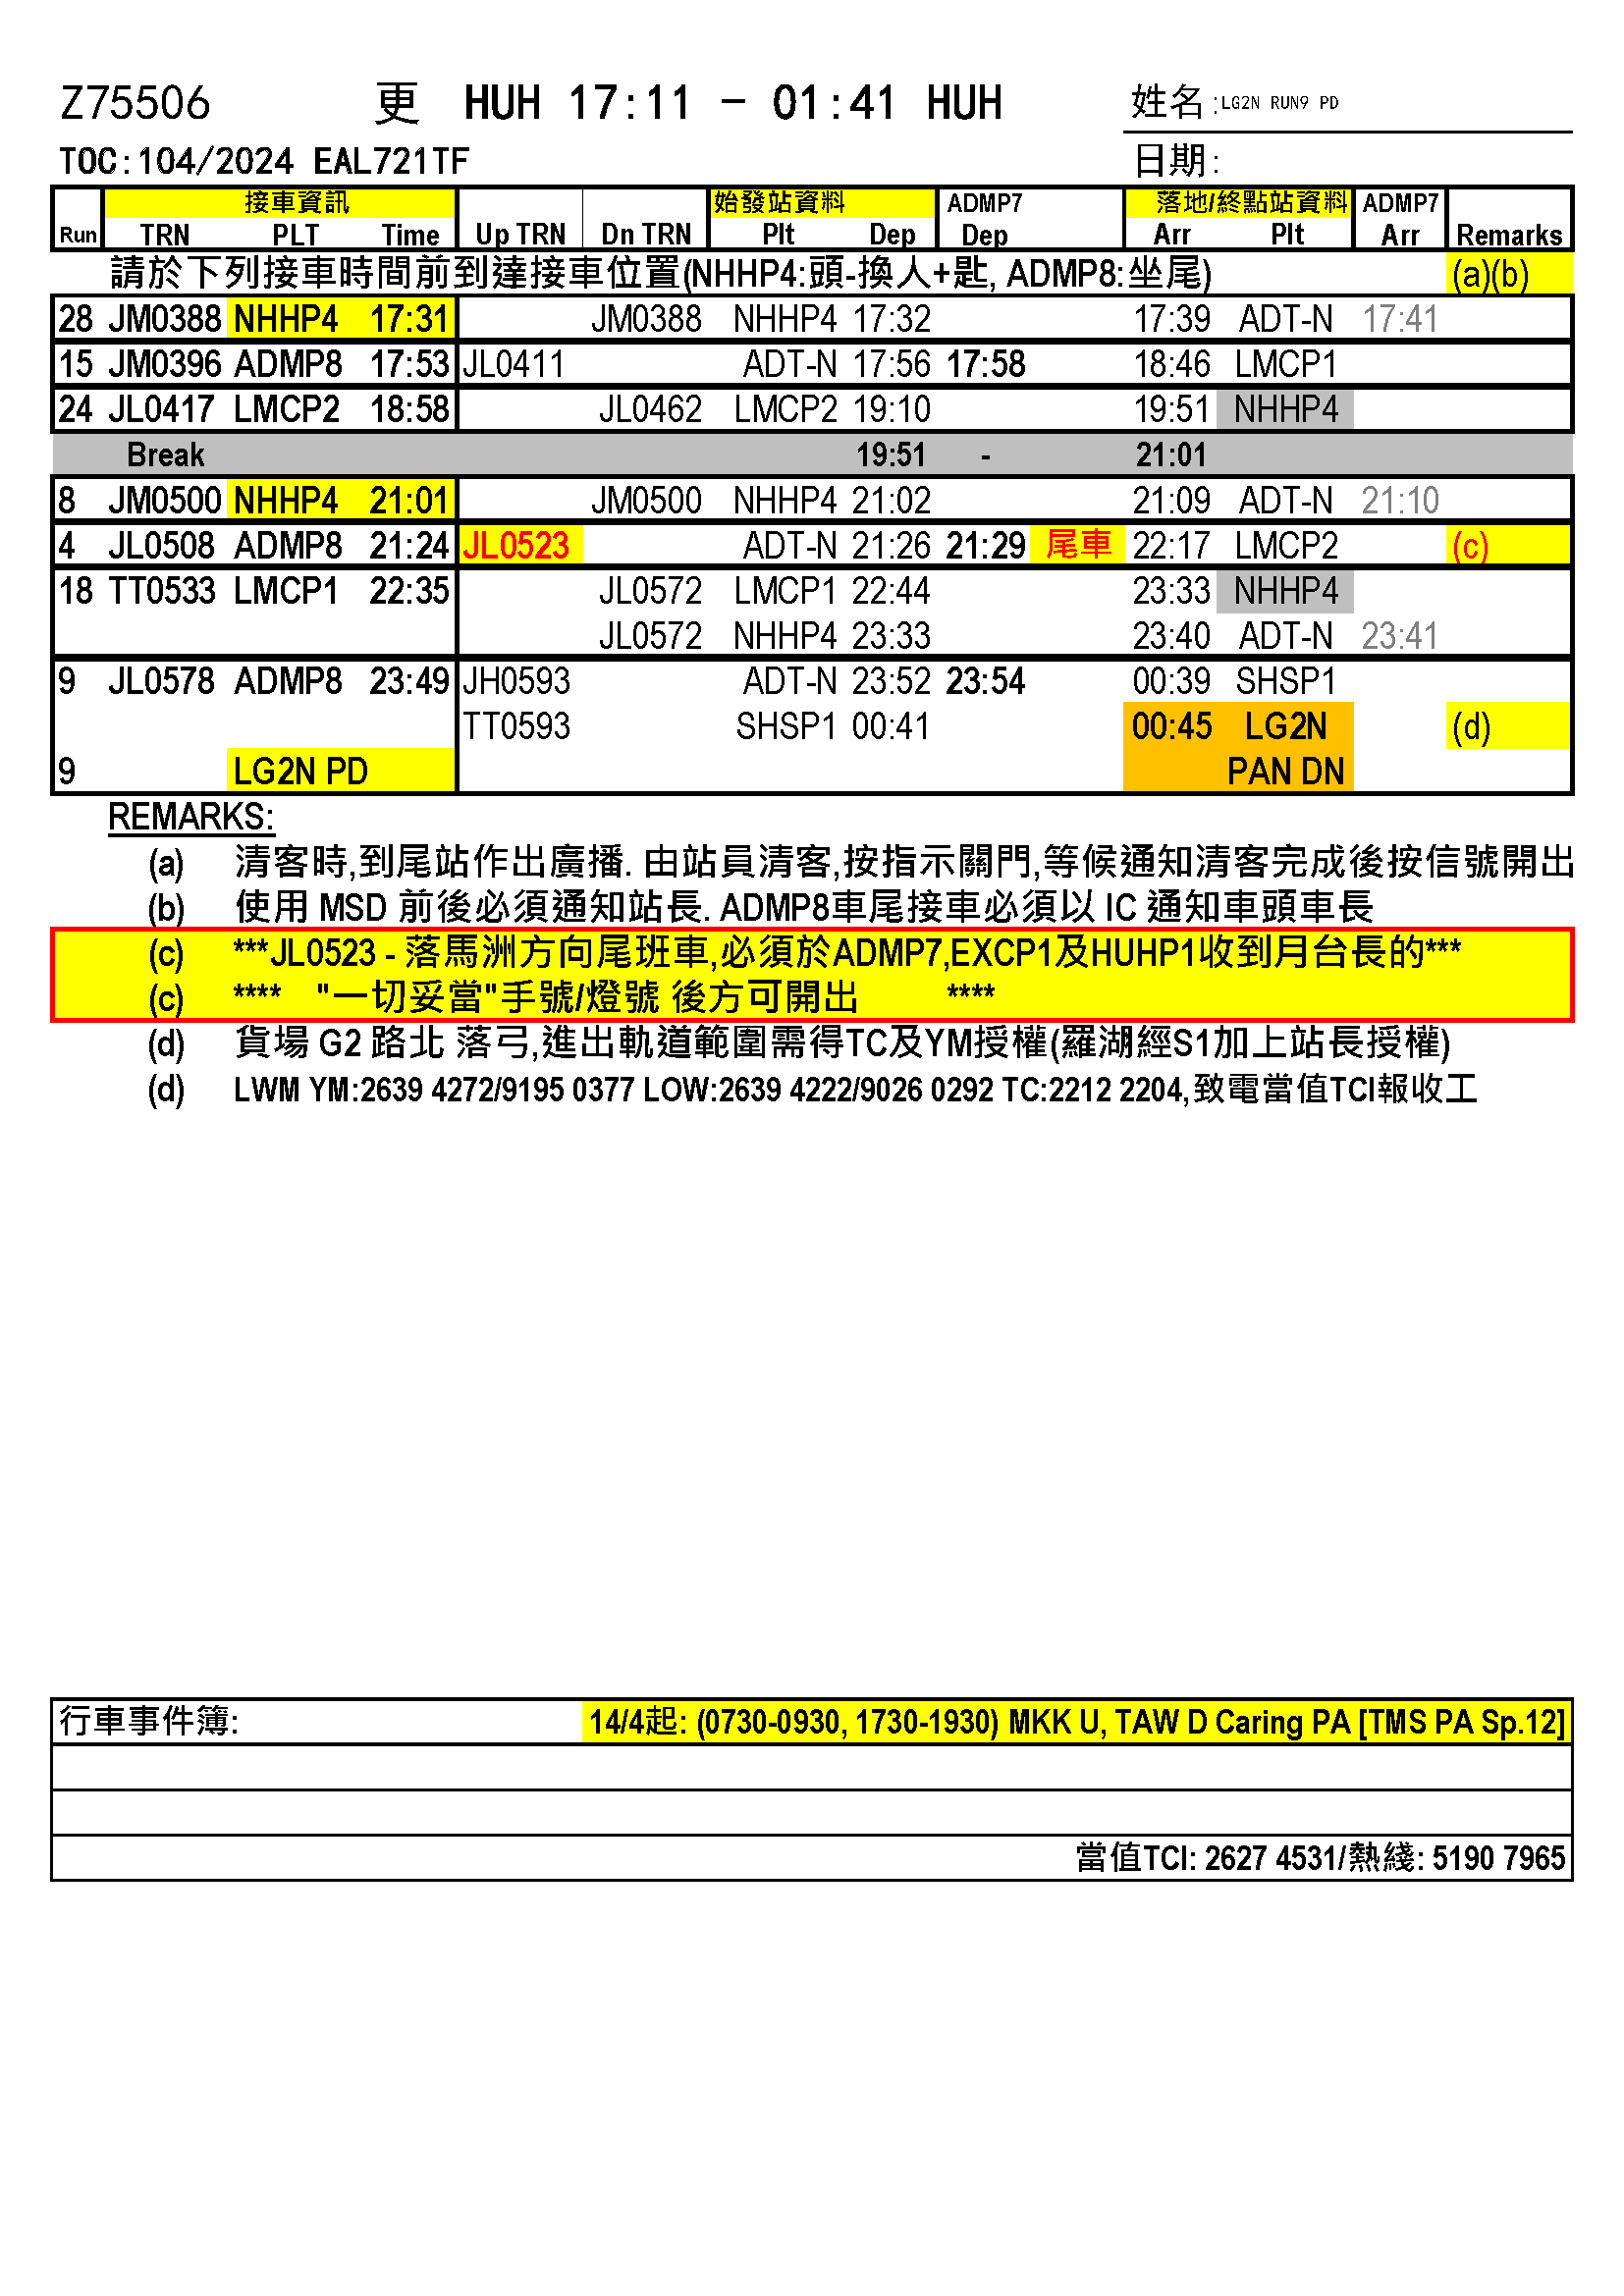 Z75506 更 HUH 17:11 – 01:41 HUH 姓名:LG2N RUN9 PD
TOC:104/2024 EAL721TF 日期:
接車資訊 始發站資料 ADMP7 落地/終點站資料 ADMP7
Run TRN PLT Time Up TRN Dn TRN Plt Dep Dep Arr Plt Arr Remarks
請於下列接車時間前到達接車位置(NHHP4:頭-換人+匙, ADMP8:坐尾) (a)(b)
28 JM0388 NHHP4 17:31 JM0388 NHHP4 17:32 17:39 ADT-N 17:41
15 JM0396 ADMP8 17:53 JL0411 ADT-N 17:56 17:58 18:46 LMCP1
24 JL0417 LMCP2 18:58 JL0462 LMCP2 19:10 19:51 NHHP4
Break 19:51 - 21:01
8 JM0500 NHHP4 21:01 JM0500 NHHP4 21:02 21:09 ADT-N 21:10
4 JL0508 ADMP8 21:24 JL0523 ADT-N 21:26 21:29 尾車 22:17 LMCP2 (c)
18 TT0533 LMCP1 22:35 JL0572 LMCP1 22:44 23:33 NHHP4
JL0572 NHHP4 23:33 23:40 ADT-N 23:41
9 JL0578 ADMP8 23:49 JH0593 ADT-N 23:52 23:54 00:39 SHSP1
TT0593 SHSP1 00:41 00:45 LG2N (d)
9 LG2N PD PAN DN
REMARKS:
(a) 清客時,到尾站作出廣播. 由站員清客,按指示關門,等候通知清客完成後按信號開出
(b) 使用 MSD 前後必須通知站長. ADMP8車尾接車必須以 IC 通知車頭車長
(c) ***JL0523 - 落馬洲方向尾班車,必須於ADMP7,EXCP1及HUHP1收到月台長的***
(c) **** "一切妥當"手號/燈號 後方可開出 ****
(d) 貨場 G2 路北 落弓,進出軌道範圍需得TC及YM授權(羅湖經S1加上站長授權)
(d) LWM YM:2639 4272/9195 0377 LOW:2639 4222/9026 0292 TC:2212 2204,致電當值TCI報收工
行車事件簿: 14/4起: (0730-0930, 1730-1930) MKK U, TAW D Caring PA [TMS PA Sp.12]
當值TCI: 2627 4531/熱綫: 5190 7965